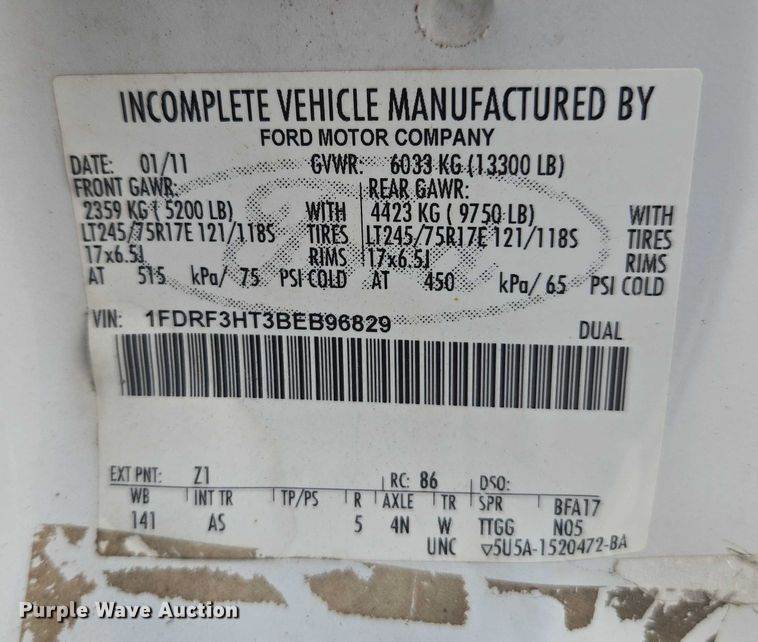 INCOMPLETE VEHICLE MANUFACTURED BY
FORD MOTOR COMPANY
DATE: 01/11 GVWR: 6033 KG (13300 LB)
FRONT GAWR: REAR GAWR:
2359 KG ( 5200 LB) WITH 4423 KG ( 9750 LB) WITH
LT245/75R17E 121/118S TIRES LT245/75R17E 121/118S TIRES
17x6.5J RIMS 17x6.5J RIMS
AT 515 kPa/ 75 PSI COLD AT 450 kPa/ 65 PSI COLD
VIN: 1FDRF3HT3BEB96829 DUAL
EXT PNT: Z1 RC: 86 DSO:
WB INT TR TP/PS R AXLE TR SPR BFA17
141 AS 5 4N W TTGG N05
UNC ▽5U5A-1520472-BA
Purple Wave Auction